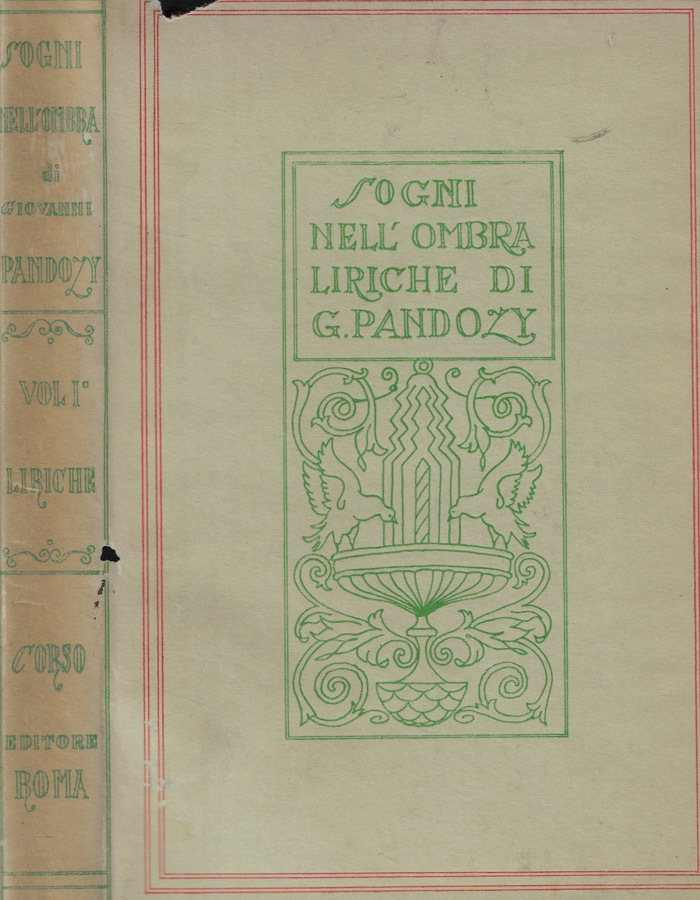 SOGNI
NELL'OMBRA
di
GIOVANNI
PANDOZY
VOL I°
LIRICHE
CORSO
EDITORE
ROMA
SOGNI
NELL' OMBRA
LIRICHE DI
G. PANDOZY